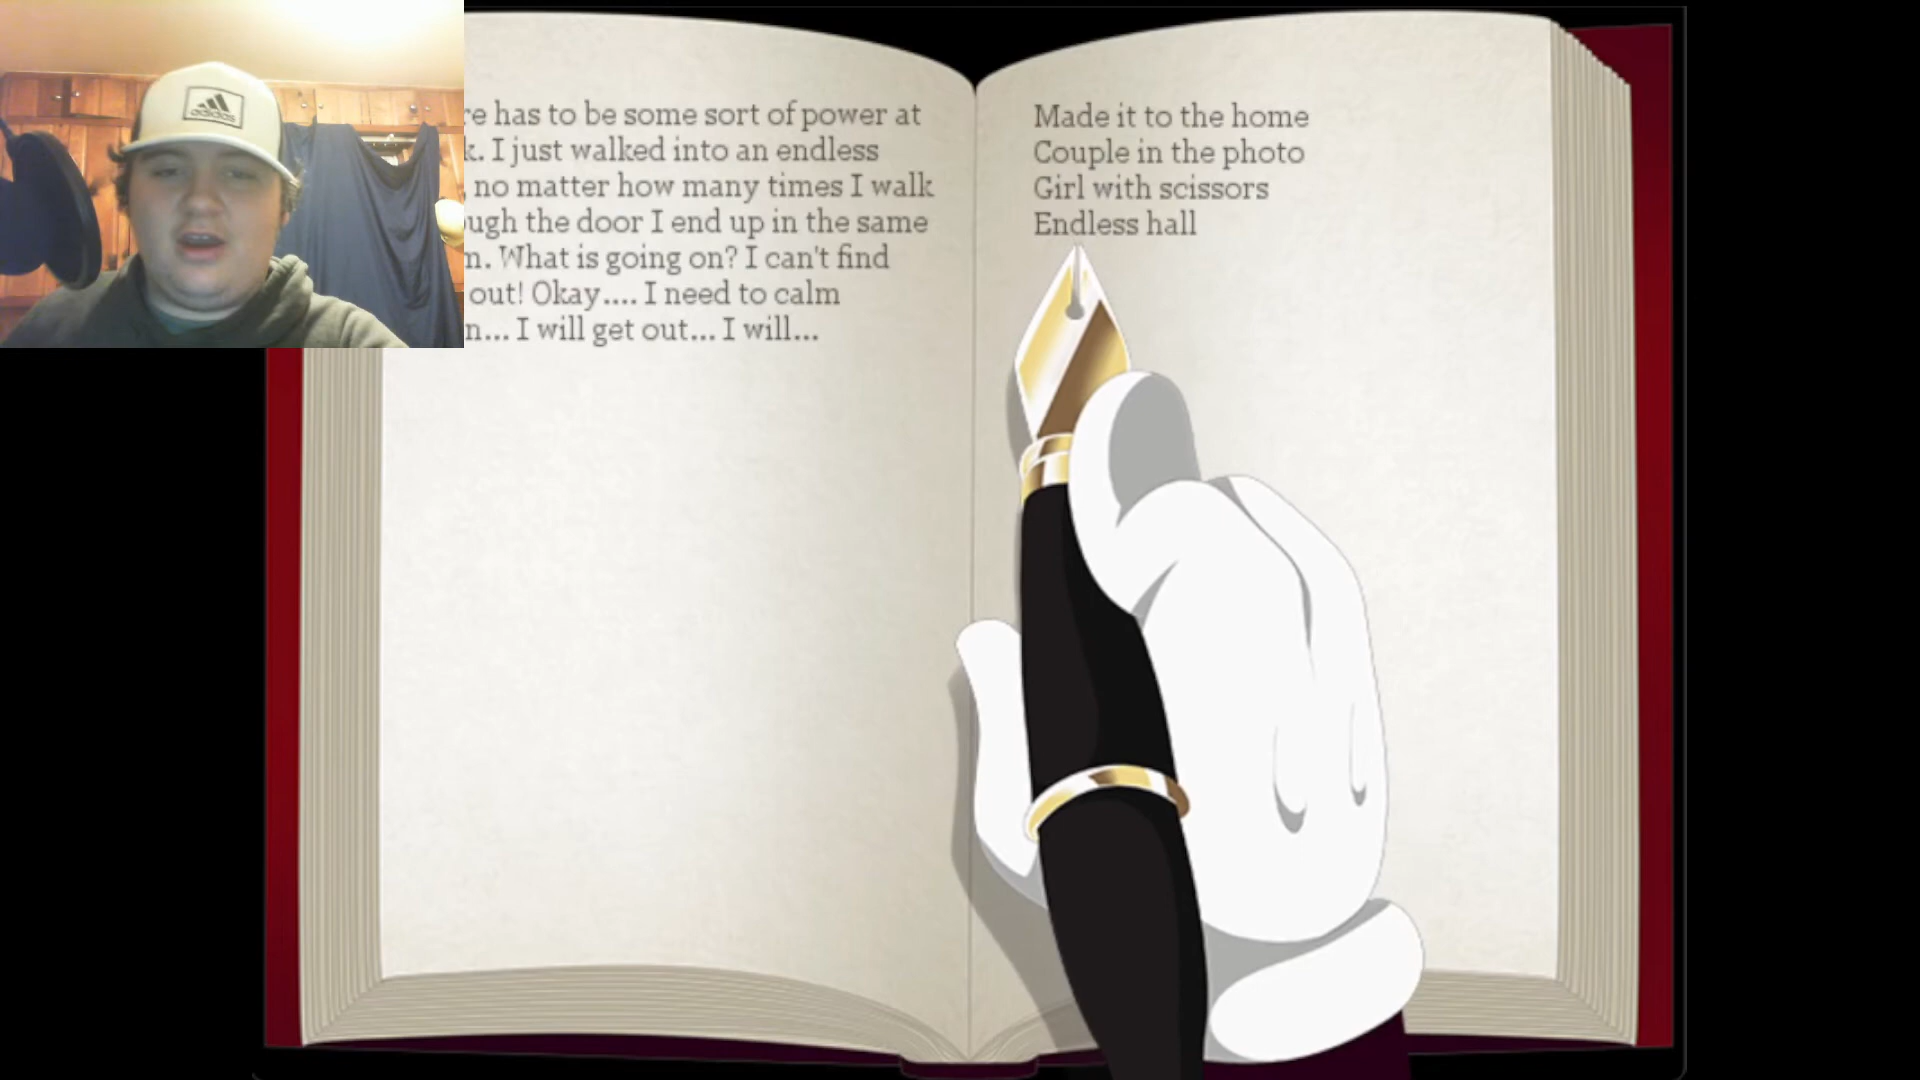 adidas
re has to be some sort of power at
k. I just walked into an endless
, no matter how many times I walk
ough the door I end up in the same
m. What is going on? I can't find
out! Okay.... I need to calm
n... I will get out... I will...
Made it to the home
Couple in the photo
Girl with scissors
Endless hall